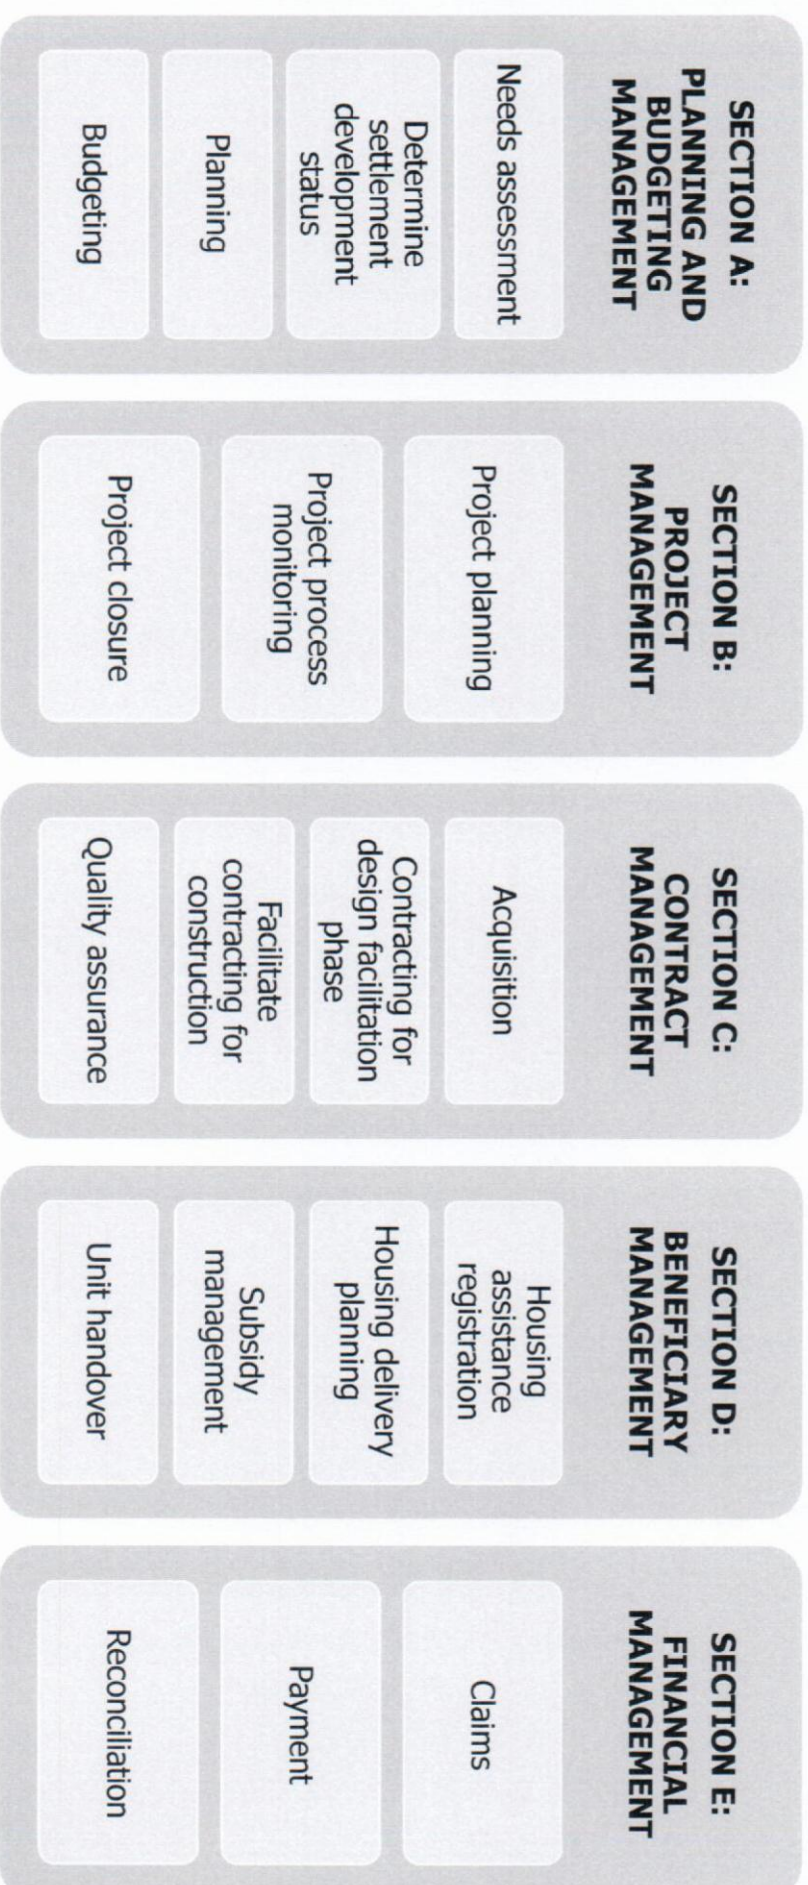 SECTION A:
PLANNING AND
BUDGETING
MANAGEMENT
Needs assessment
Determine
settlement
development
status
Planning
Budgeting
SECTION B:
PROJECT
MANAGEMENT
Project planning
Project process
monitoring
Project closure
SECTION C:
CONTRACT
MANAGEMENT
Acquisition
Contracting for
design facilitation
phase
Facilitate
contracting for
construction
Quality assurance
SECTION D:
BENEFICIARY
MANAGEMENT
Housing
assistance
registration
Housing delivery
planning
Subsidy
management
Unit handover
SECTION E:
FINANCIAL
MANAGEMENT
Claims
Payment
Reconciliation